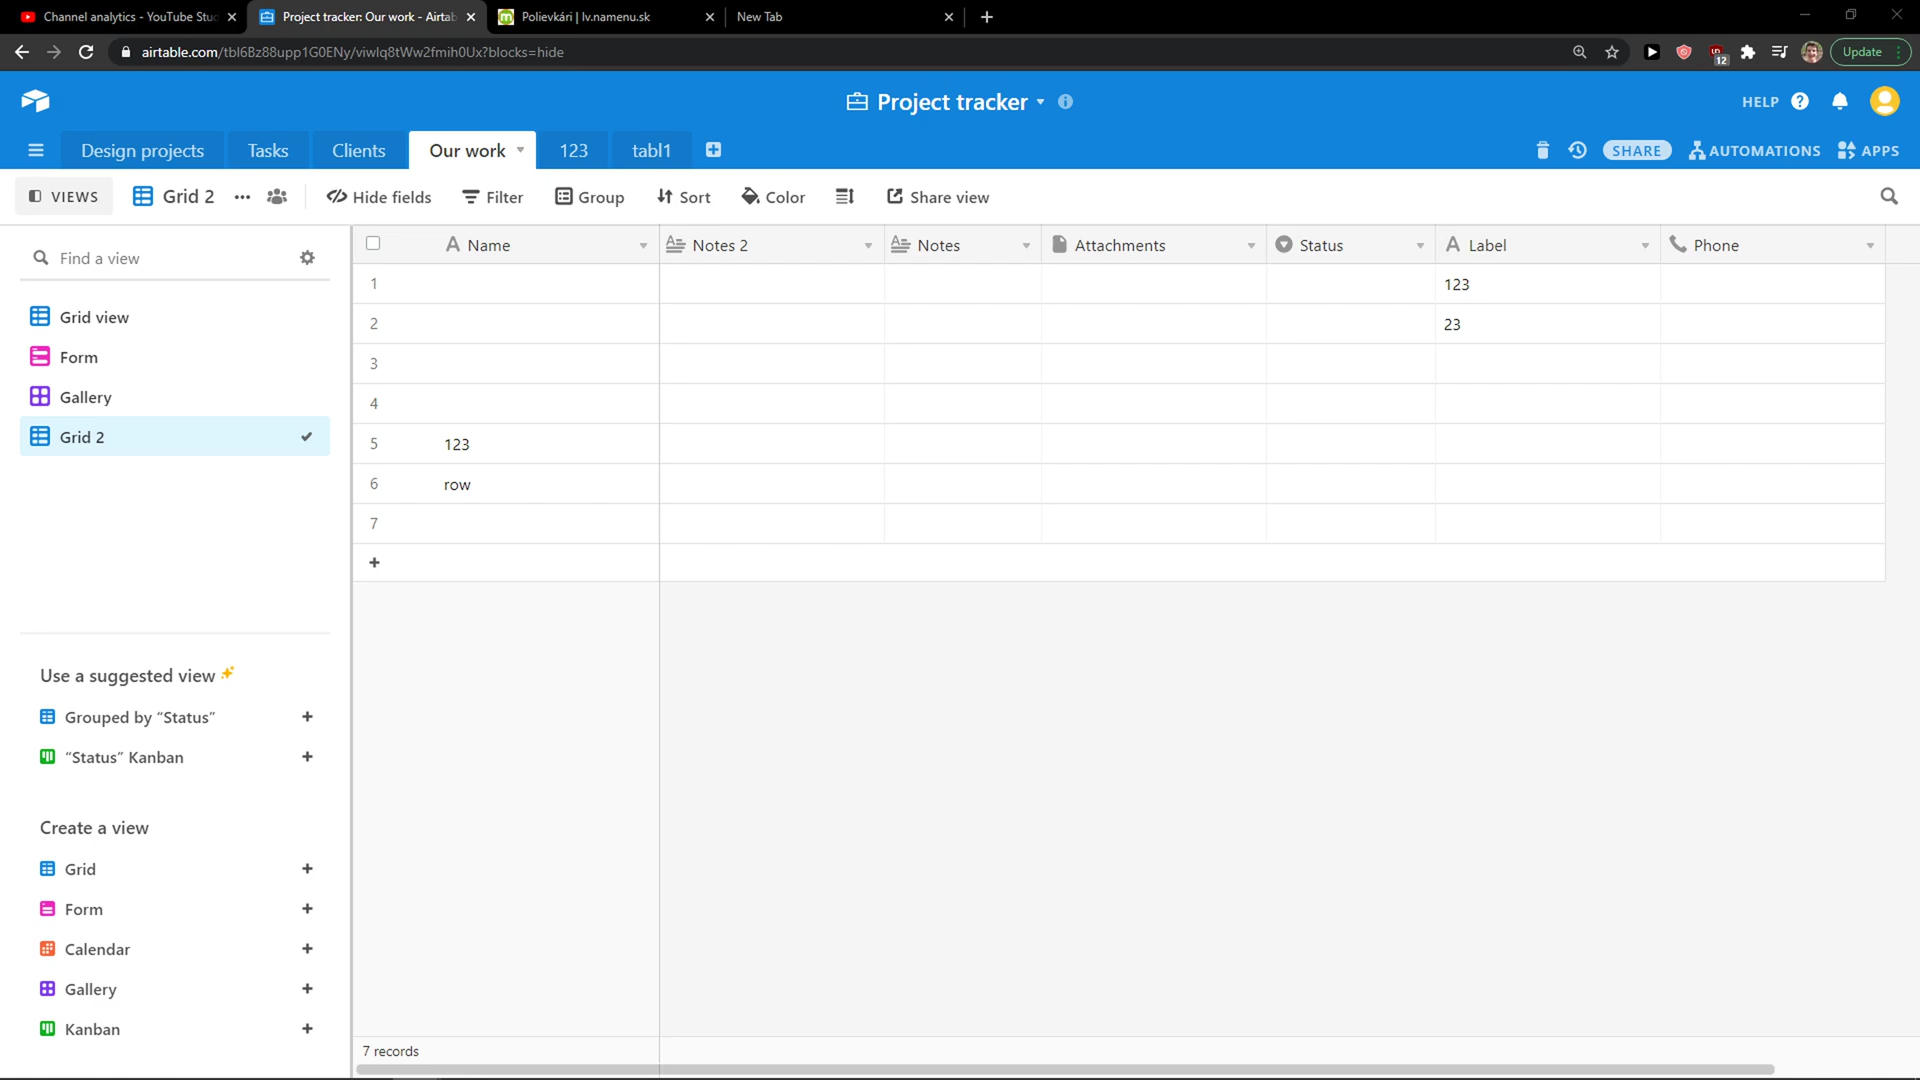 Channel analytics - YouTube Stu
Project tracker: Our work - Airtab
Polievkári | lv.namenu.sk
New Tab
airtable.com/tbl6Bz88upp1G0ENy/viwlq8tWw2fmih0Ux?blocks=hide
12
Update
Project tracker
HELP
Design projects
Tasks
Clients
Our work
123
tabl1
SHARE
AUTOMATIONS
APPS
VIEWS
Grid 2
Hide fields
Filter
Group
Sort
Color
Share view
Find a view
Grid view
Form
Gallery
Grid 2
Use a suggested view
Grouped by “Status”
“Status” Kanban
Create a view
Grid
Form
Calendar
Gallery
Kanban
Name
Notes 2
Notes
Attachments
Status
Label
Phone
1
123
2
23
3
4
5
123
6
row
7
7 records